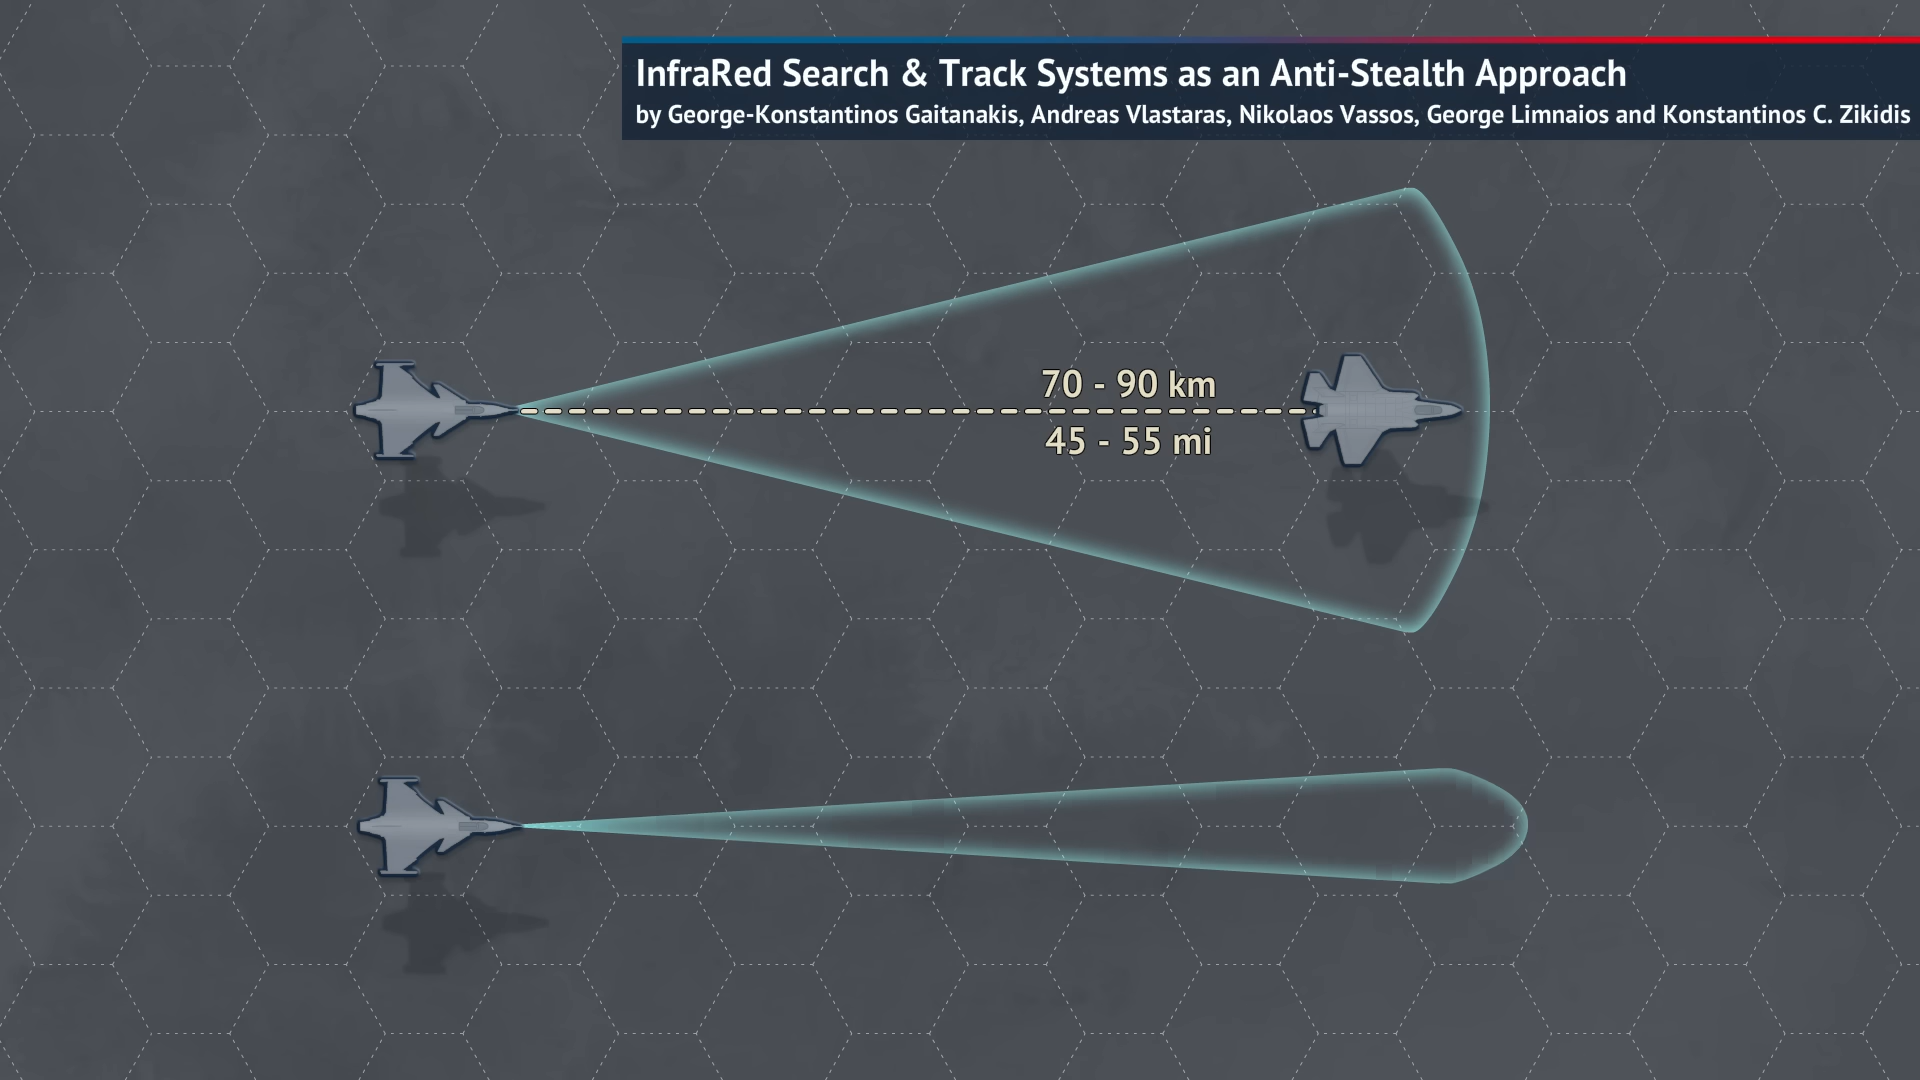 InfraRed Search & Track Systems as an Anti-Stealth Approach
by George-Konstantinos Gaitanakis, Andreas Vlastaras, Nikolaos Vassos, George Limnaios and Konstantinos C. Zikidis
70 - 90 km
45 - 55 mi